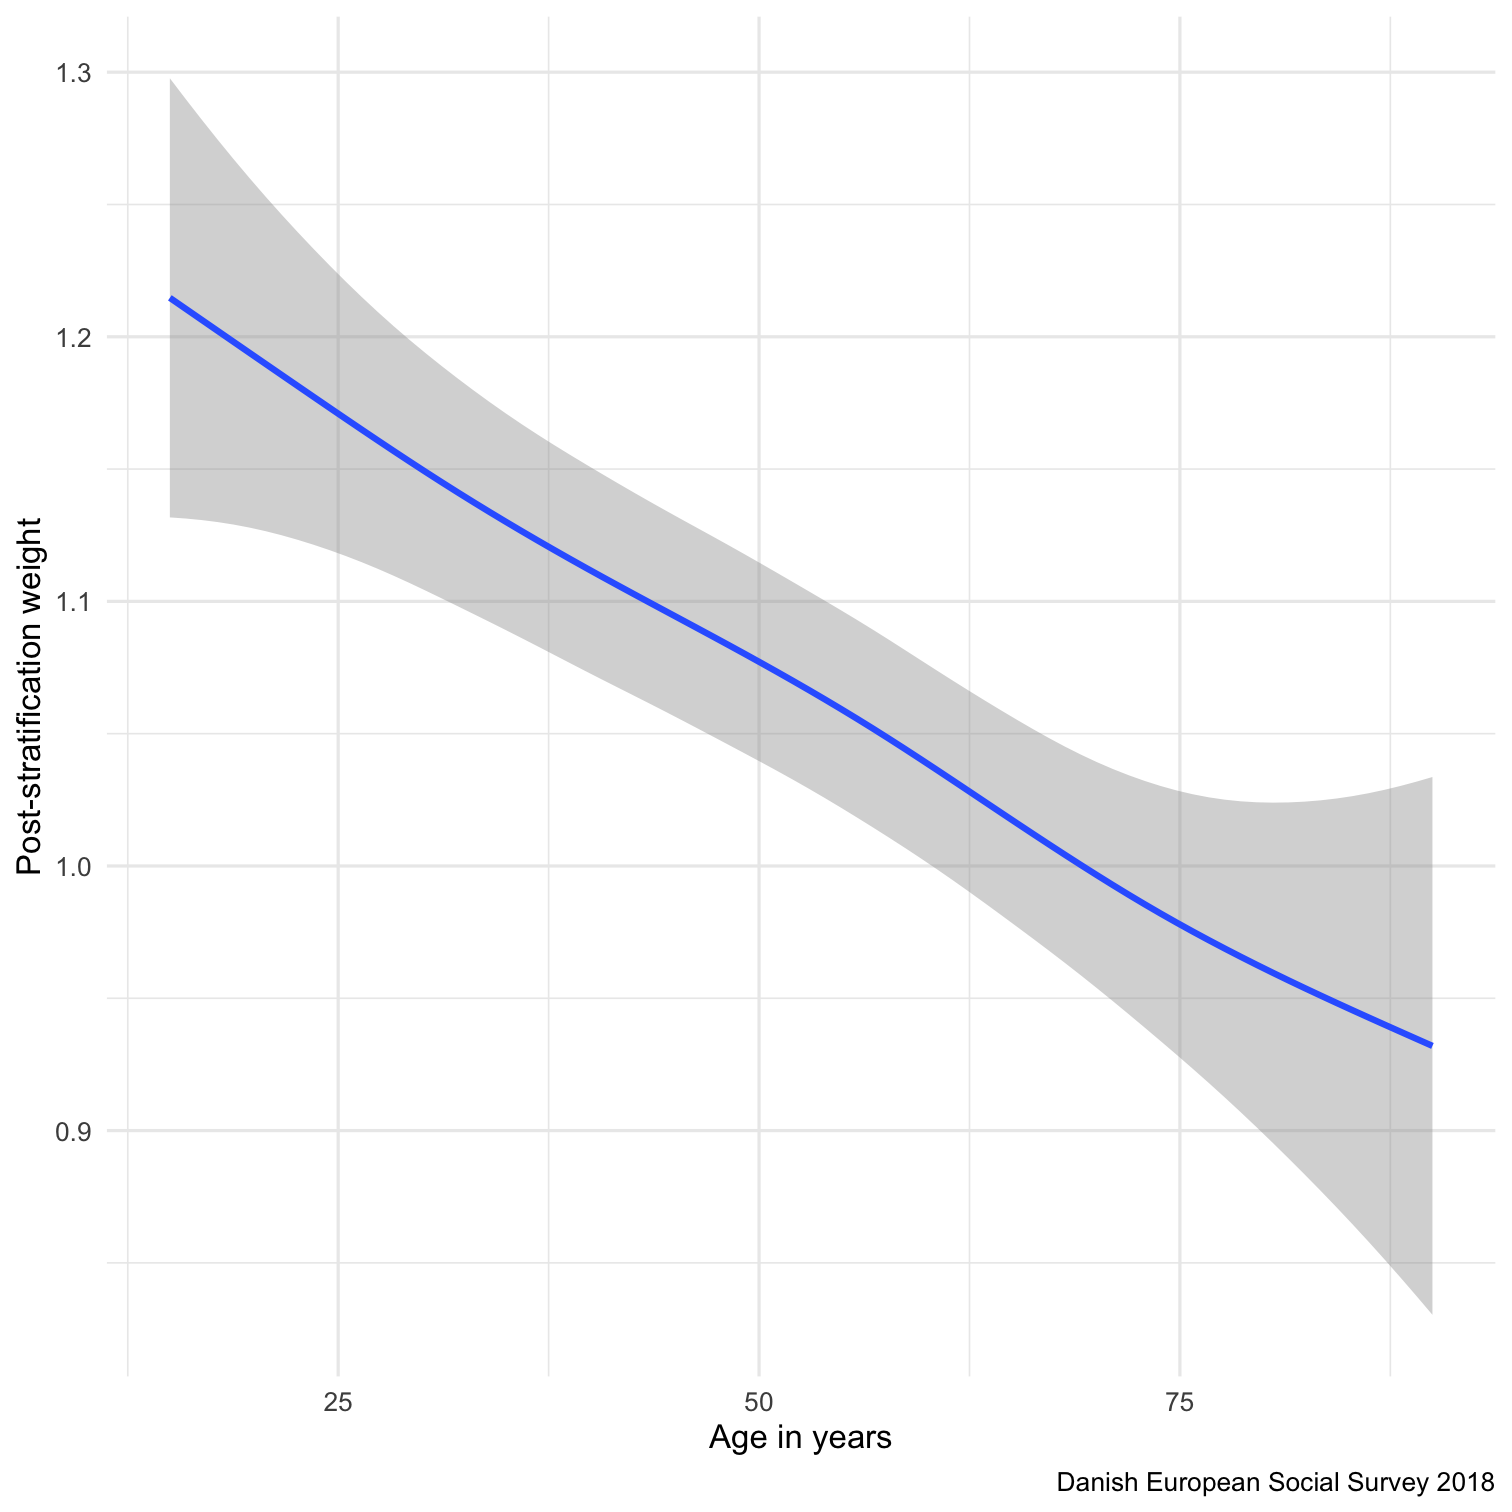 1.3
1.2
1.1
1.0
0.9
Post-stratification weight
25 50 75
Age in years
Danish European Social Survey 2018